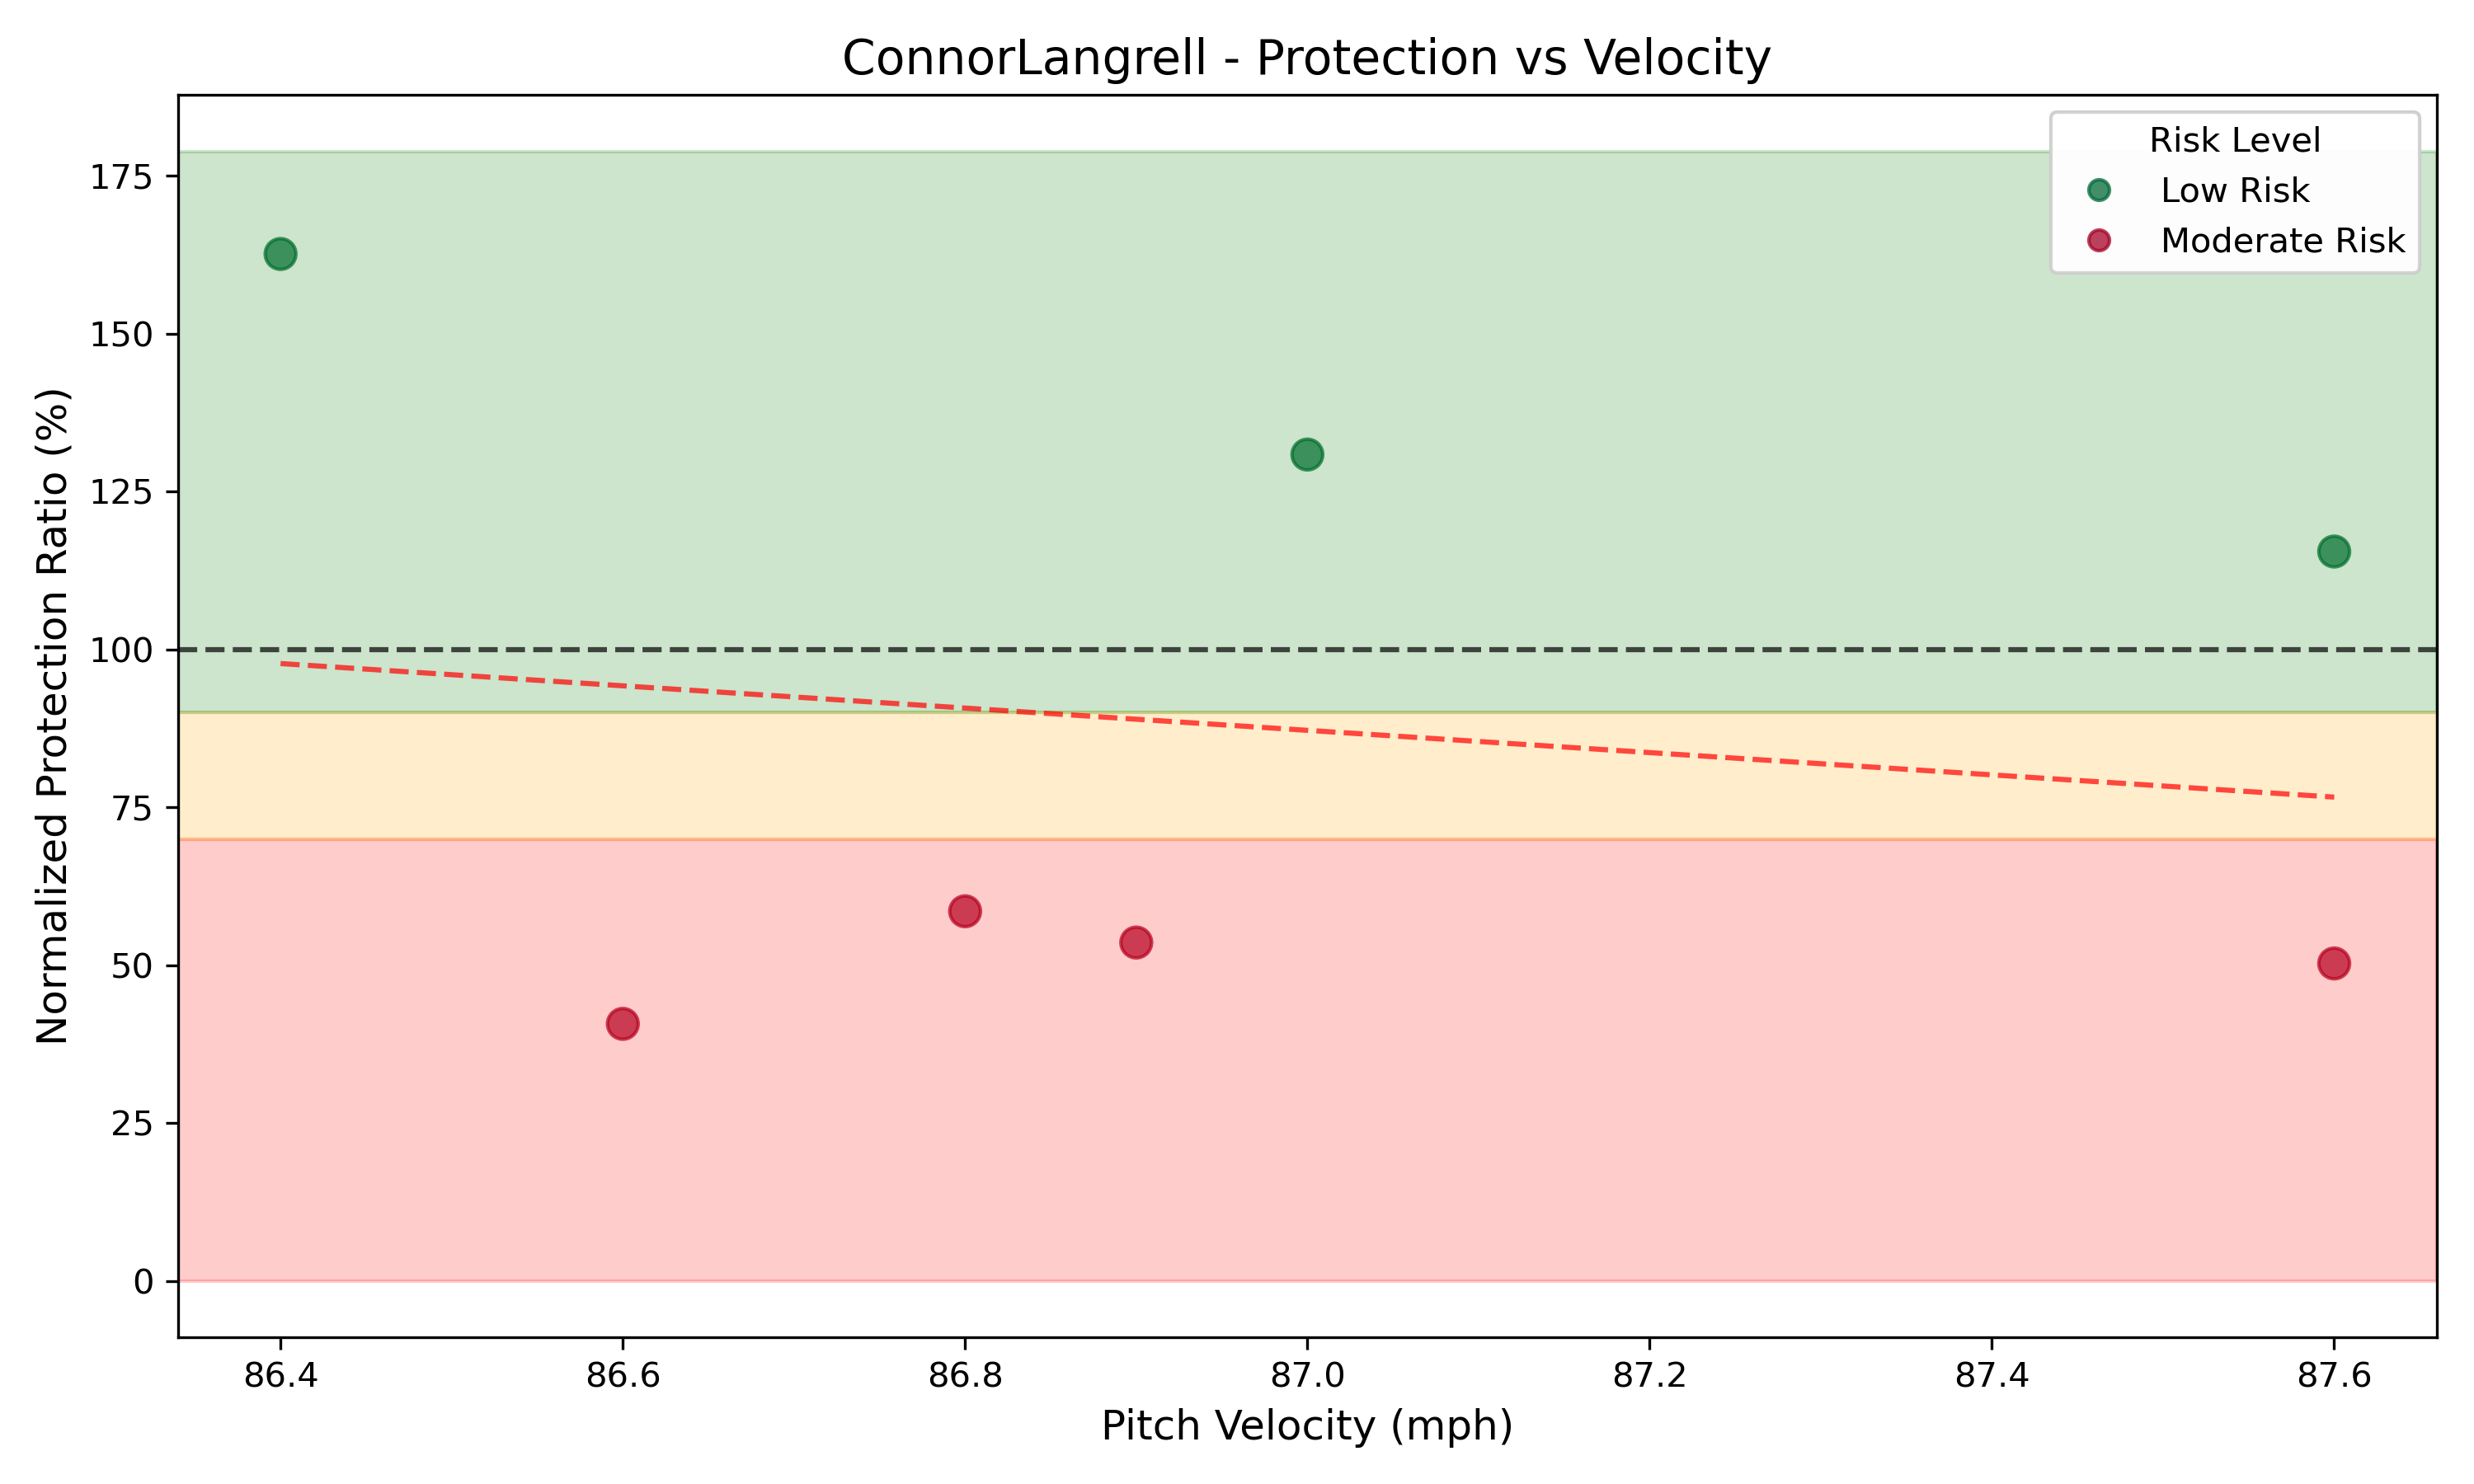 ConnorLangrell - Protection vs Velocity
Risk Level
Low Risk
Moderate Risk
Normalized Protection Ratio (%)
175
150
125
100
75
50
25
0
86.4 86.6 86.8 87.0 87.2 87.4 87.6
Pitch Velocity (mph)